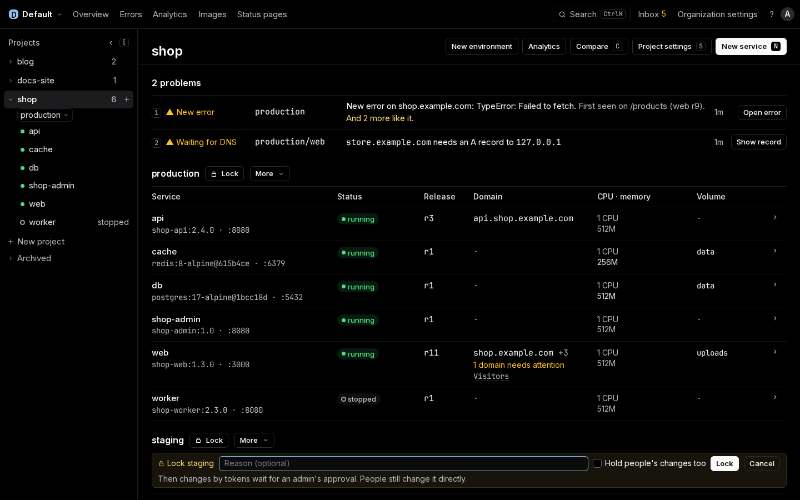 D Default Overview Errors Analytics Images Status pages Search Ctrl K Inbox 5 Organization settings ? A
Projects [
blog 2
docs-site 1
shop 6 +
production
api
cache
db
shop-admin
web
worker stopped
+ New project
Archived
shop New environment Analytics Compare C Project settings S New service N
2 problems
1 New error production New error on shop.example.com: TypeError: Failed to fetch. First seen on /products (web r9). And 2 more like it. 1m Open error
2 Waiting for DNS production/web store.example.com needs an A record to 127.0.0.1 1m Show record
production Lock More
Service Status Release Domain CPU · memory Volume
api running r3 api.shop.example.com 1 CPU -
shop-api:2.4.0 · :8080 512M
cache running r1 - 1 CPU data
redis:8-alpine@615b4ce · :6379 256M
db running r1 - 1 CPU data
postgres:17-alpine@1bcc18d · :5432 512M
shop-admin running r1 - 1 CPU -
shop-admin:1.0 · :8080 512M
web running r11 shop.example.com +3 1 CPU uploads
shop-web:1.3.0 · :3000 1 domain needs attention 512M
Visitors
worker stopped r1 - 1 CPU -
shop-worker:2.3.0 · :8080 512M
staging Lock More
Lock staging Reason (optional) Hold people's changes too Lock Cancel
Then changes by tokens wait for an admin's approval. People still change it directly.